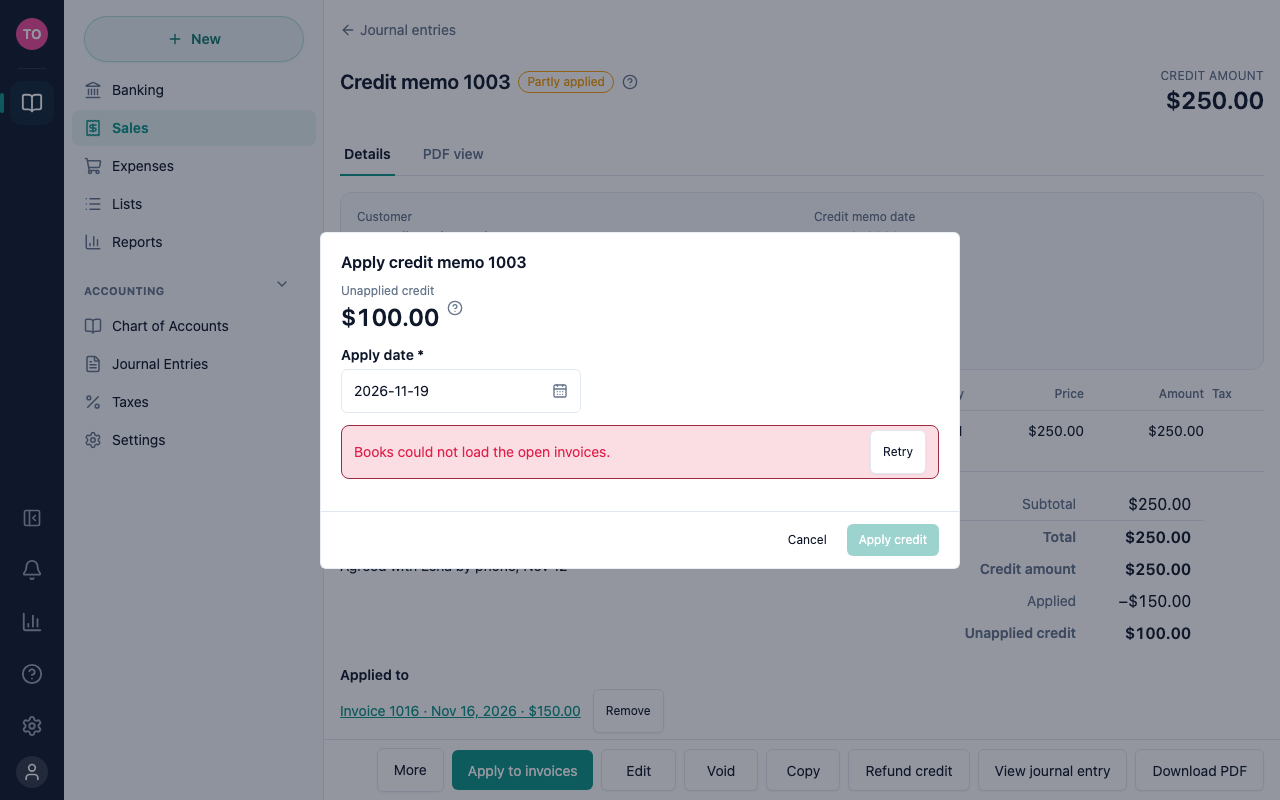 TO
New
Banking
Sales
Expenses
Lists
Reports
ACCOUNTING
Chart of Accounts
Journal Entries
Taxes
Settings
Journal entries
Credit memo 1003
Partly applied
CREDIT AMOUNT
$250.00
Details
PDF view
Customer
Credit memo date
Apply credit memo 1003
Unapplied credit
$100.00
Apply date *
2026-11-19
Books could not load the open invoices.
Retry
Cancel
Apply credit
Price
Amount
Tax
$250.00
$250.00
Subtotal
$250.00
Total
$250.00
Credit amount
$250.00
Applied
–$150.00
Unapplied credit
$100.00
Applied to
Invoice 1016 · Nov 16, 2026 · $150.00
Remove
More
Apply to invoices
Edit
Void
Copy
Refund credit
View journal entry
Download PDF